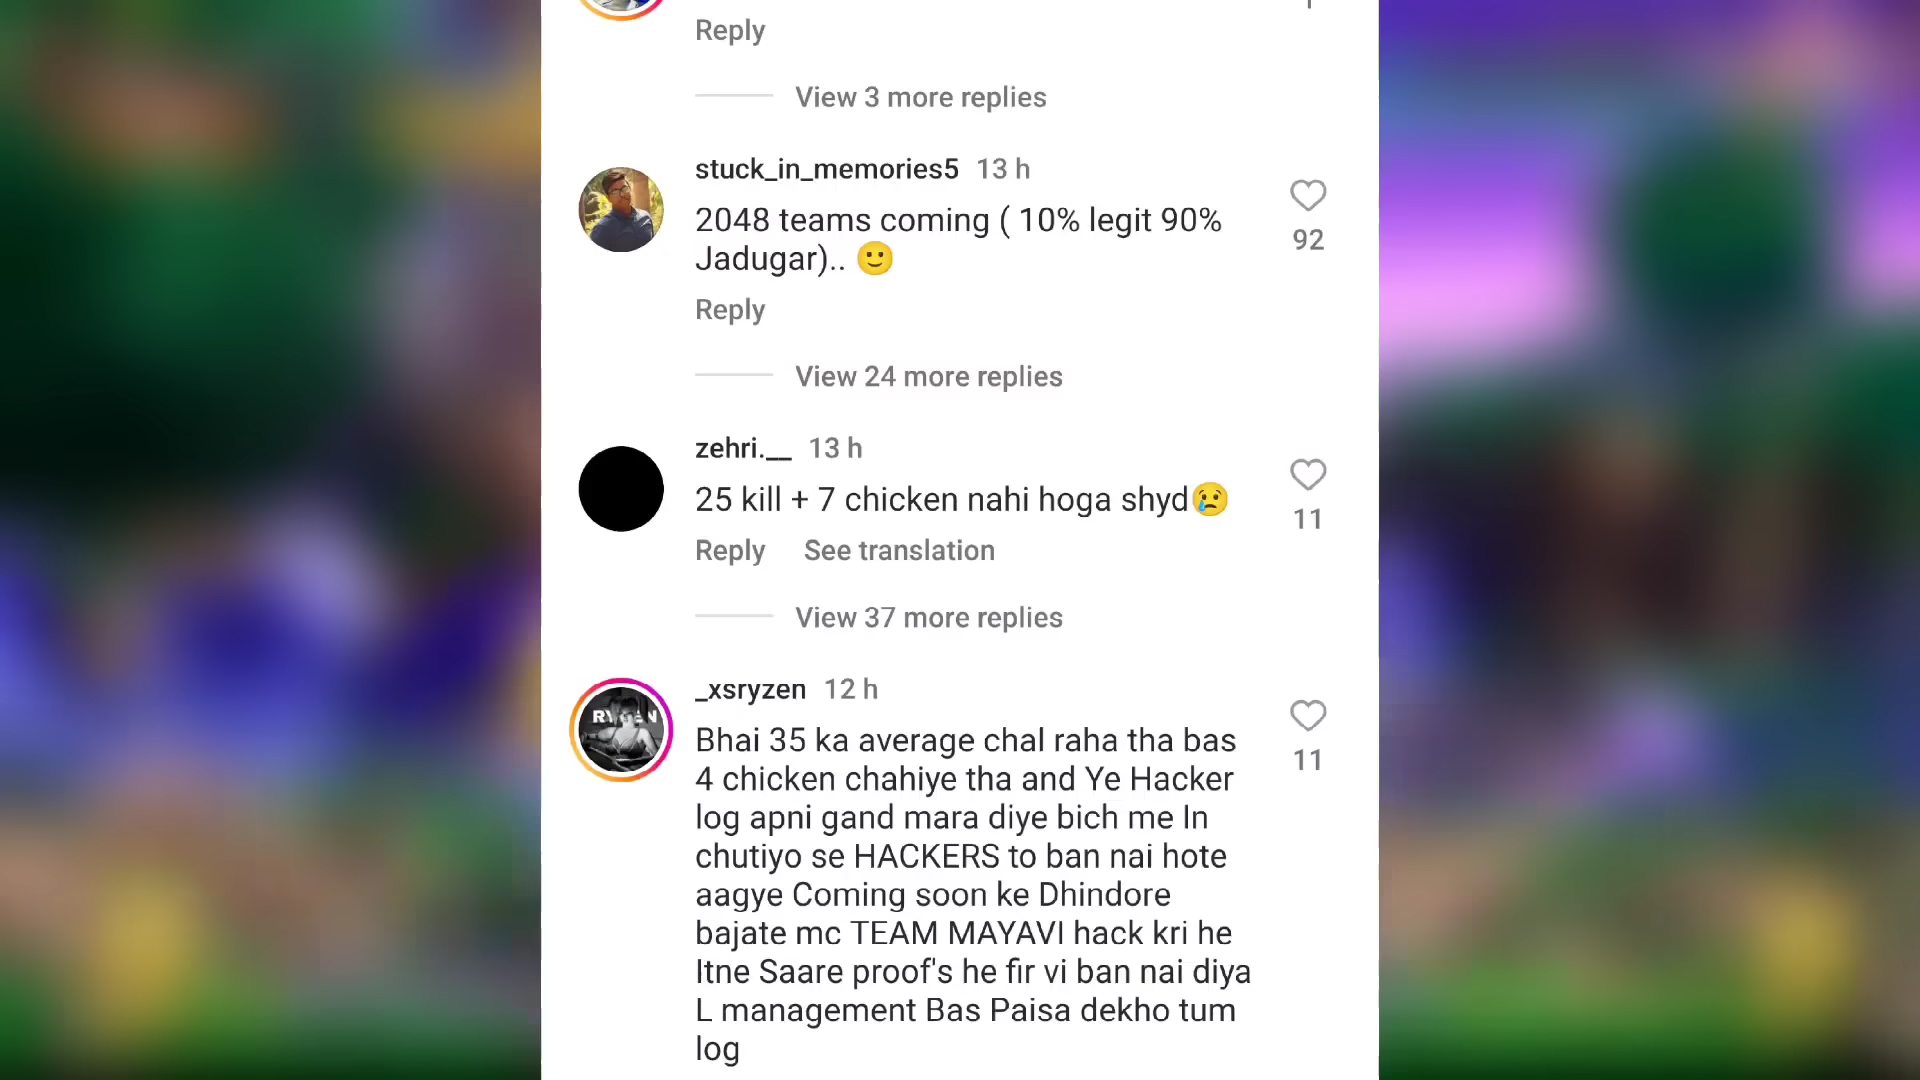 Reply
View 3 more replies
stuck_in_memories5 13 h
2048 teams coming ( 10% legit 90%
Jadugar).. 🙂
92
Reply
View 24 more replies
zehri.__ 13 h
25 kill + 7 chicken nahi hoga shyd😢
11
Reply See translation
View 37 more replies
_xsryzen 12 h
Bhai 35 ka average chal raha tha bas
4 chicken chahiye tha and Ye Hacker
log apni gand mara diye bich me In
chutiyo se HACKERS to ban nai hote
aagye Coming soon ke Dhindore
bajate mc TEAM MAYAVI hack kri he
Itne Saare proof's he fir vi ban nai diya
L management Bas Paisa dekho tum
log
11